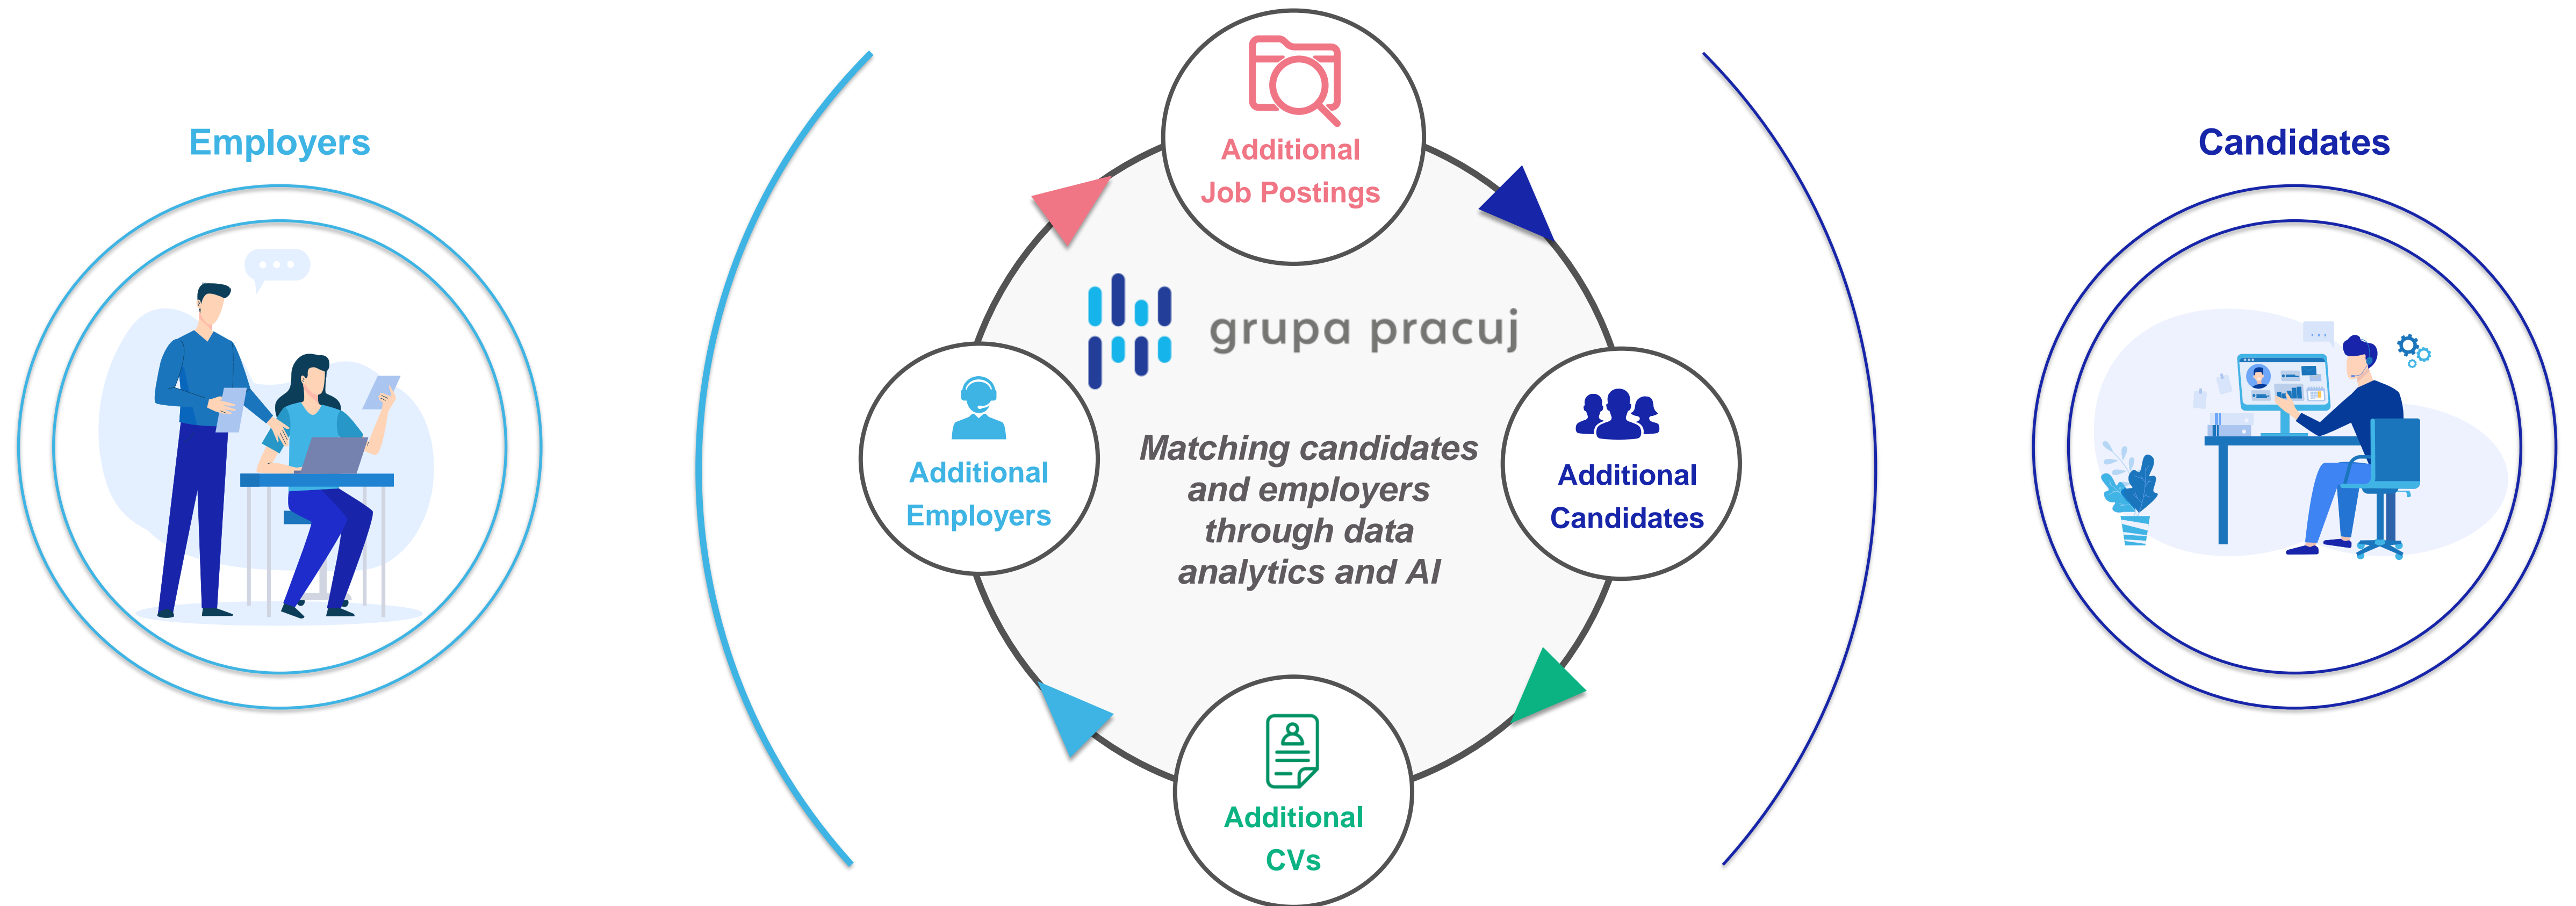 Employers
Additional
Job Postings
Candidates
grupa pracuj
Additional
Employers
Matching candidates
and employers
through data
analytics and AI
Additional
Candidates
Additional
CVs